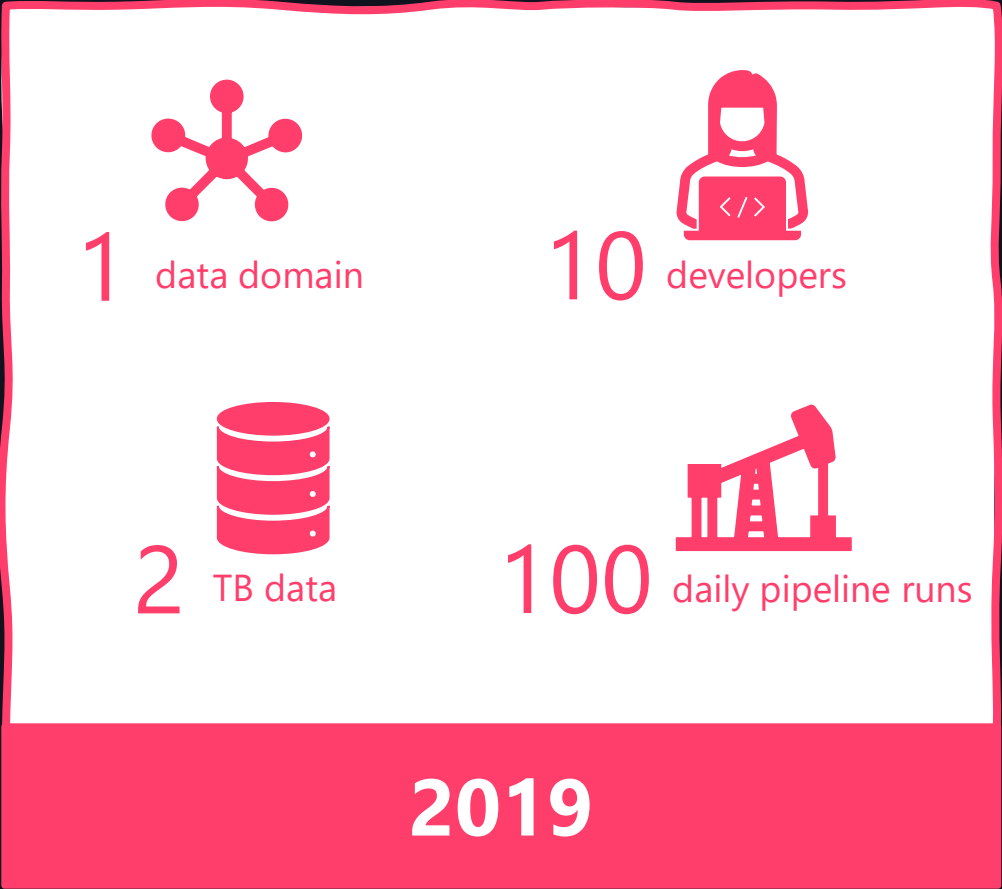 </>
1 data domain
10 developers
2 TB data
100 daily pipeline runs
2019